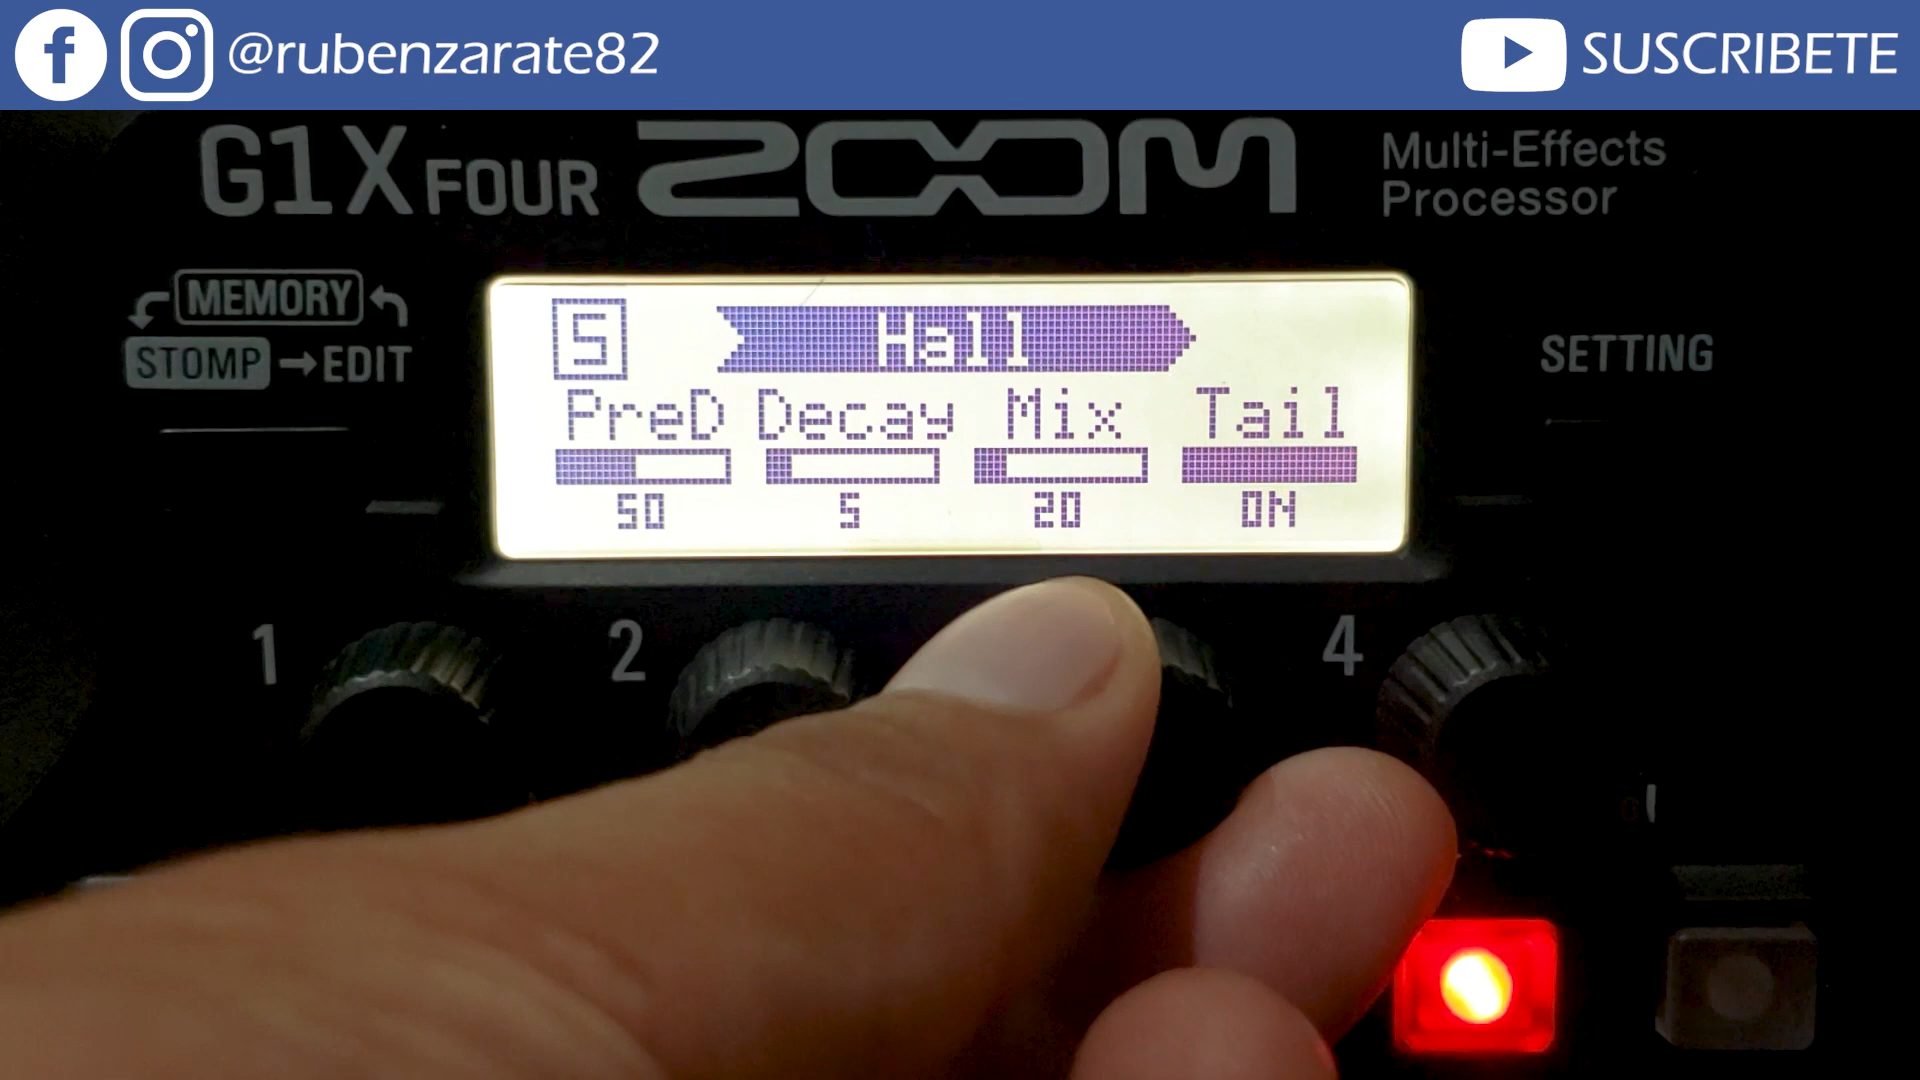 @rubenzarate82 SUSCRIBETE
G1X FOUR ZOOM Multi-Effects
Processor
MEMORY
STOMP → EDIT
SETTING
5 Hall
PreD Decay Mix Tail
50 5 20 ON
1 2 4